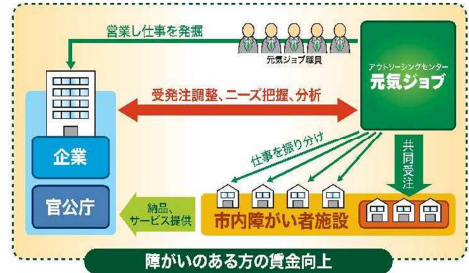 営業し仕事を発掘
元気ジョブ職員
アウトソーシングセンター
元気ジョブ
受発注調整、ニーズ把握、分析
企業
仕事を振り分け
共同受注
官公庁
納品、
サービス提供
市内障がい者施設
障がいのある方の賃金向上